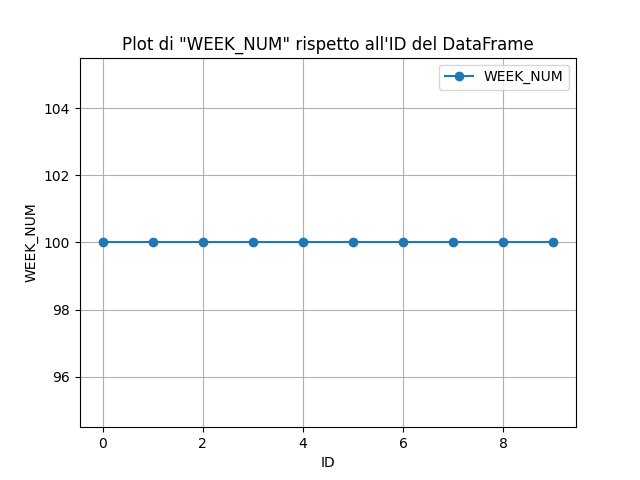 Plot di "WEEK_NUM" rispetto all'ID del DataFrame
WEEK_NUM
104
102
100
98
96
WEEK_NUM
0 2 4 6 8
ID